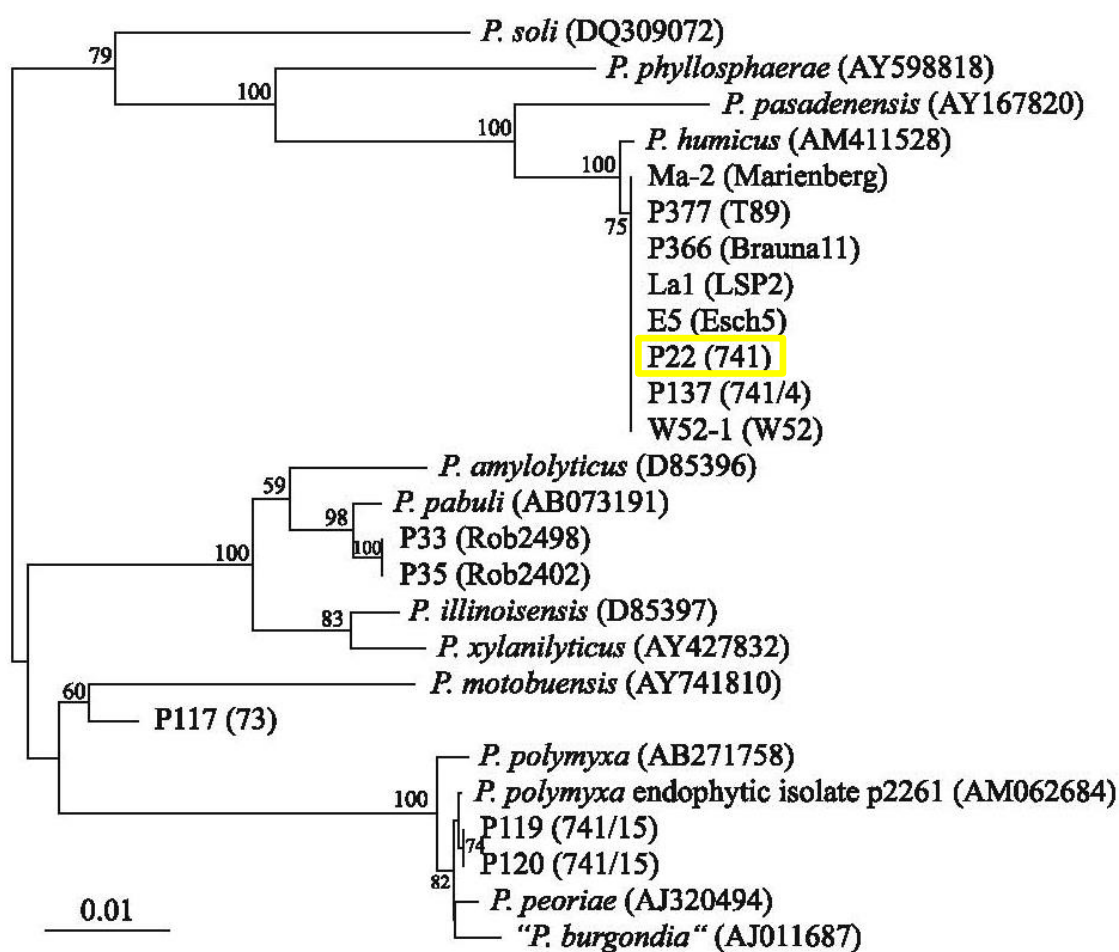 P. soli (DQ309072)
79
P. phyllosphaerae (AY598818)
100
P. pasadenensis (AY167820)
100
P. humicus (AM411528)
100
Ma-2 (Marienberg)
P377 (T89)
75
P366 (Brauna11)
La1 (LSP2)
E5 (Esch5)
P22 (741)
P137 (741/4)
W52-1 (W52)
P. amylolyticus (D85396)
59
P. pabuli (AB073191)
98
P33 (Rob2498)
100
100
P35 (Rob2402)
P. illinoisensis (D85397)
83
P. xylanilyticus (AY427832)
P. motobuensis (AY741810)
60
P117 (73)
P. polymyxa (AB271758)
100
P. polymyxa endophytic isolate p2261 (AM062684)
P119 (741/15)
74
P120 (741/15)
82
P. peoriae (AJ320494)
0.01
"P. burgondia“ (AJ011687)